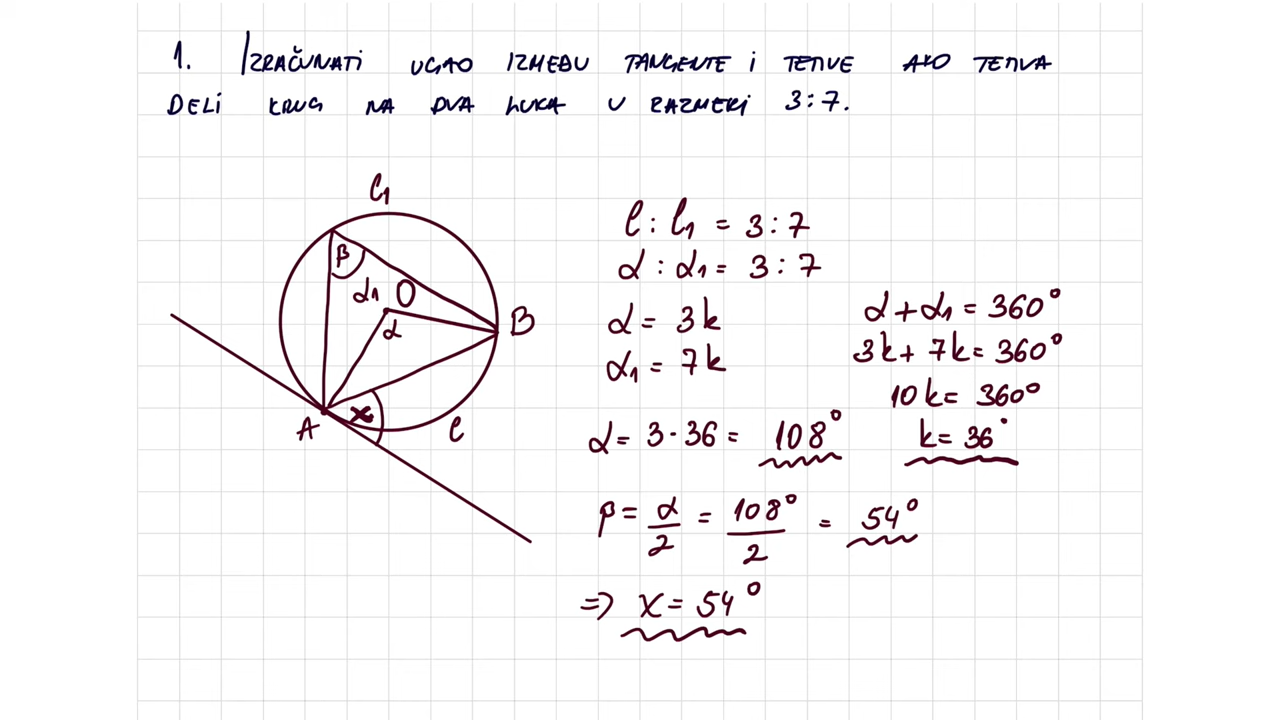 1. IZRAČUNATI UGAO IZMEĐU TANGENTE I TETIVE AKO TETIVA
DELI KRUG NA DVA LUKA U RAZMERI 3:7.
l₁
β
α₁ O
α
B
A
x
l
l : l₁ = 3 : 7
α : α₁ = 3 : 7
α = 3k
α₁ = 7k
α + α₁ = 360°
3k + 7k = 360°
10k = 360°
k = 36°
α = 3 · 36 = 108°
β = α/2 = 108°/2 = 54°
⇒ x = 54°